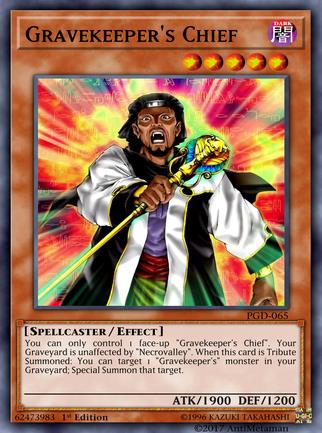 GRAVEKEEPER'S CHIEF
DARK
闇
PGD-065
[SPELLCASTER / EFFECT]
You can only control 1 face-up "Gravekeeper's Chief". Your
Graveyard is unaffected by "Necrovalley". When this card is Tribute
Summoned: You can target 1 "Gravekeeper's" monster in
your Graveyard; Special Summon that target.
ATK/1900 DEF/1200
62473983 1st Edition ©1996 KAZUKI TAKAHASHI
©2017 AntiMetaman